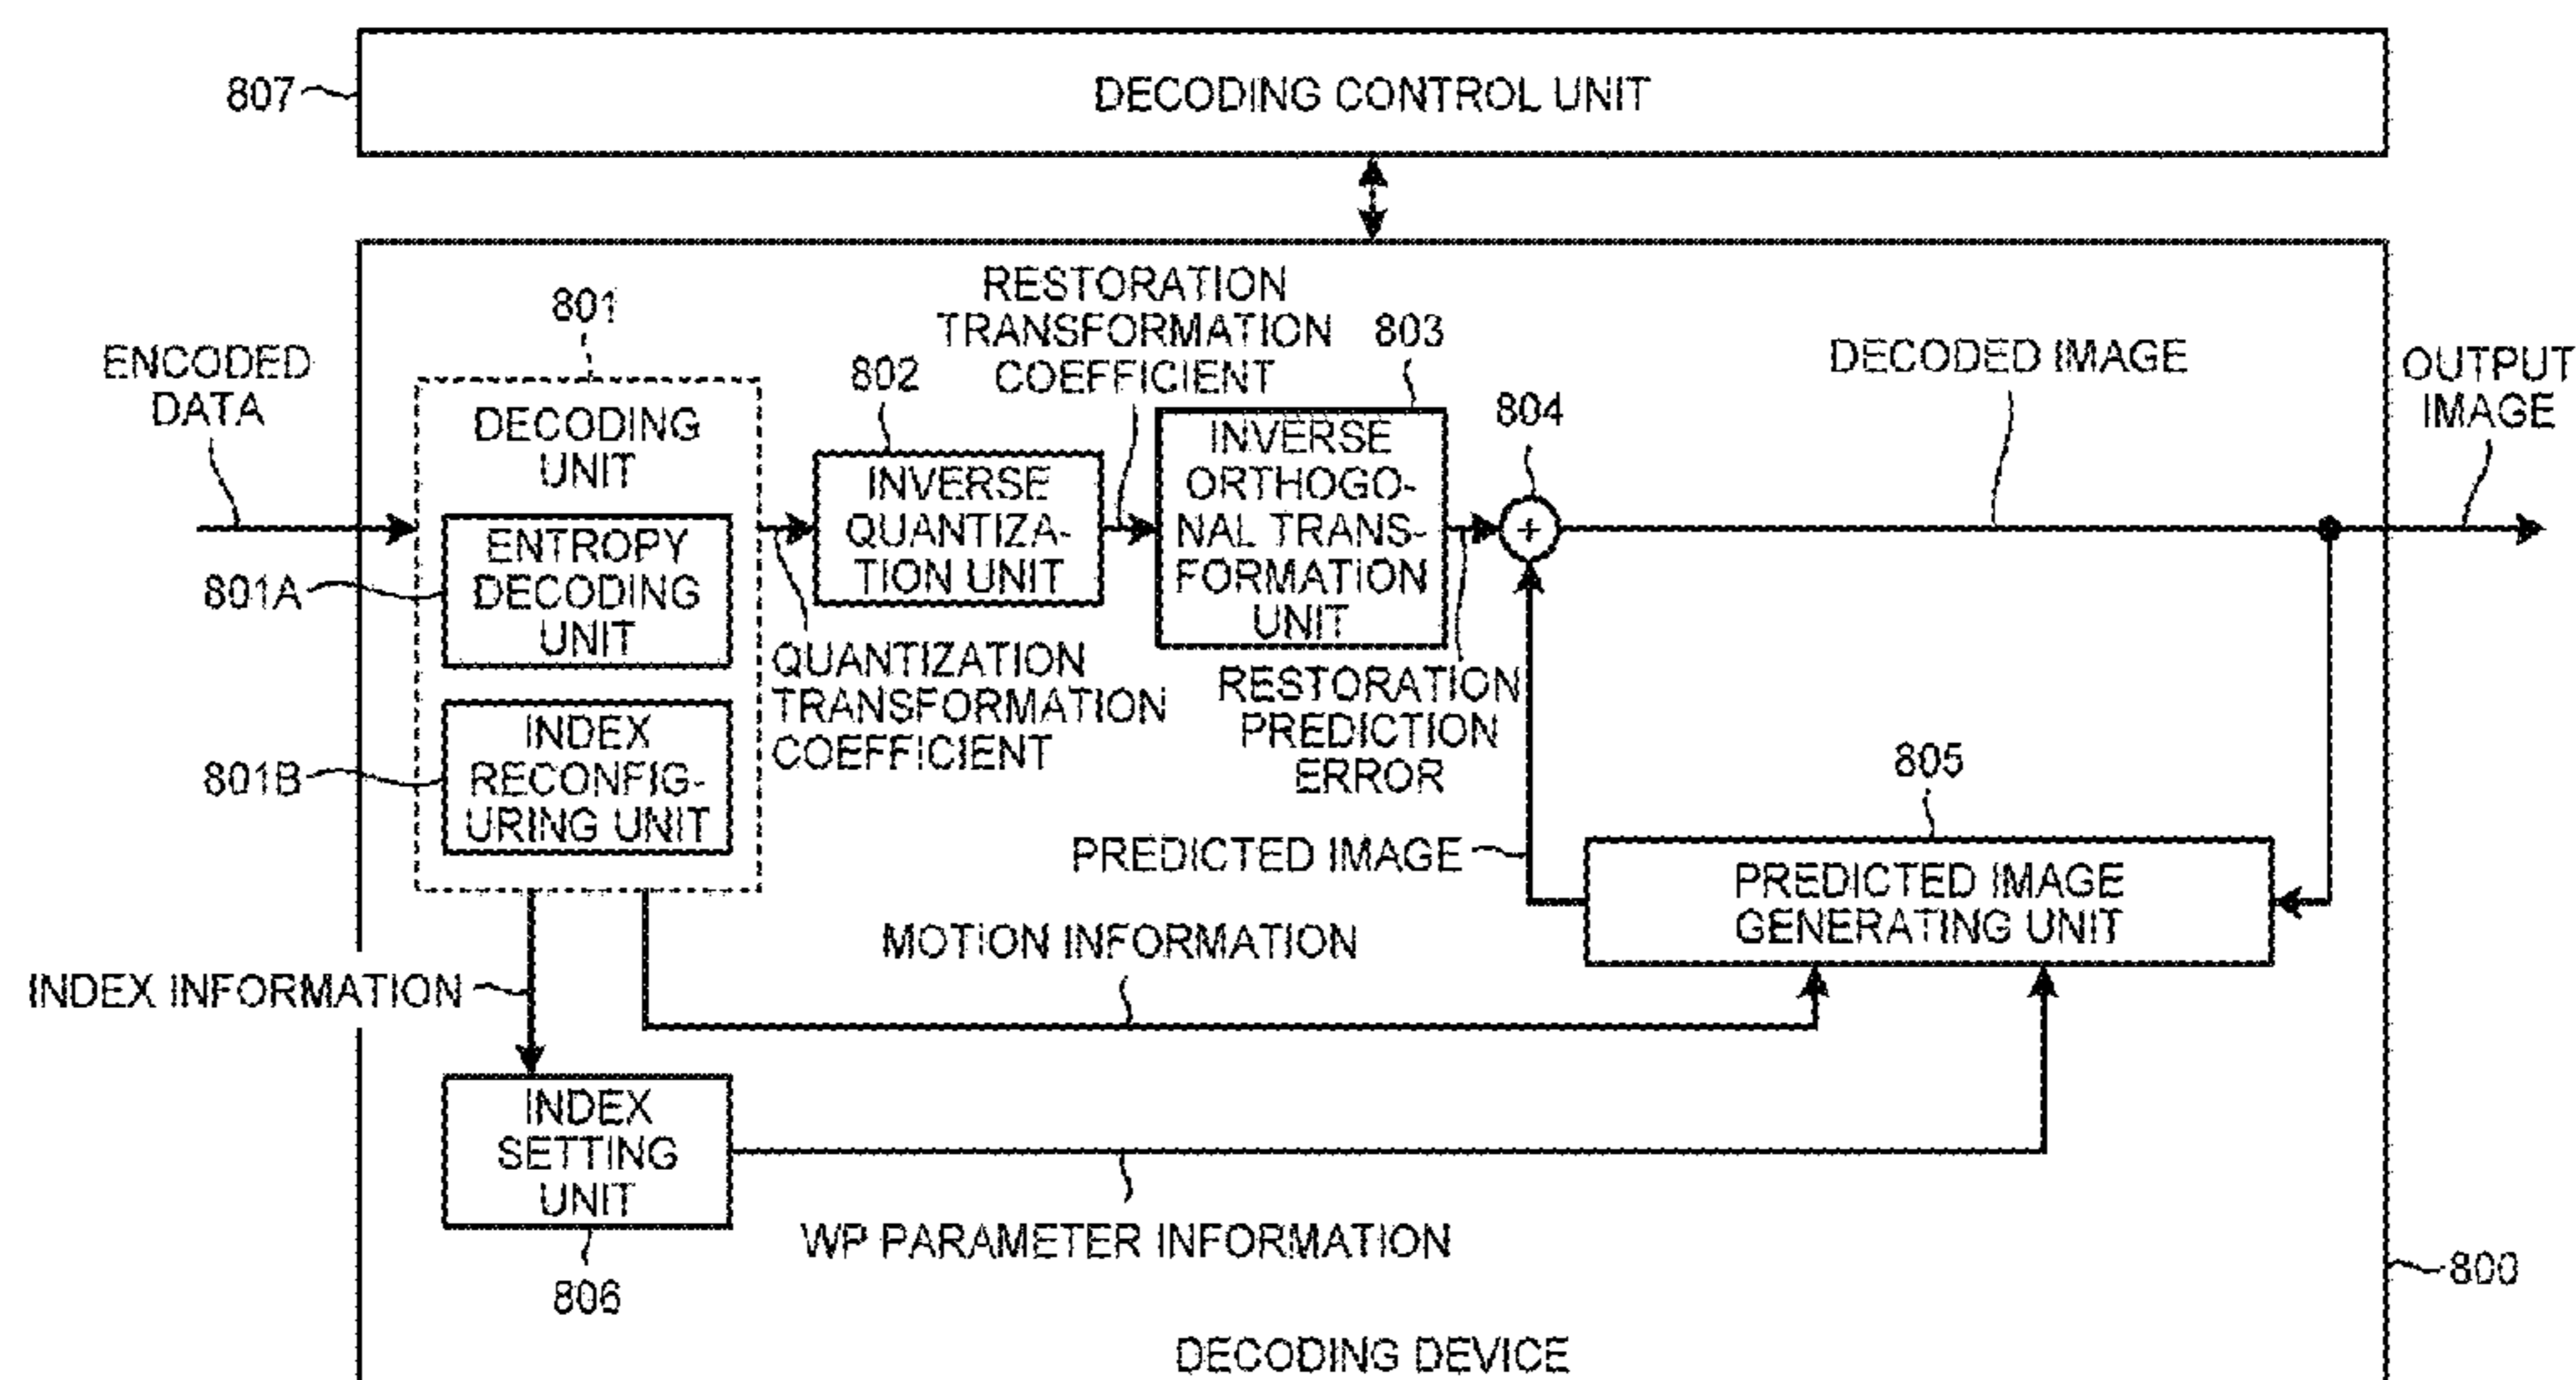 807
DECODING CONTROL UNIT
RESTORATION
TRANSFORMATION
COEFFICIENT
801
802
803
804
ENCODED
DATA
DECODED IMAGE
OUTPUT
IMAGE
DECODING
UNIT
801A
ENTROPY
DECODING
UNIT
801B
INDEX
RECONFIG-
URING UNIT
INVERSE
QUANTIZA-
TION UNIT
INVERSE
ORTHOGO-
NAL TRANS-
FORMATION
UNIT
+
QUANTIZATION
TRANSFORMATION
COEFFICIENT
RESTORATION
PREDICTION
ERROR
805
PREDICTED IMAGE
PREDICTED IMAGE
GENERATING UNIT
MOTION INFORMATION
INDEX INFORMATION
INDEX
SETTING
UNIT
806
WP PARAMETER INFORMATION
800
DECODING DEVICE